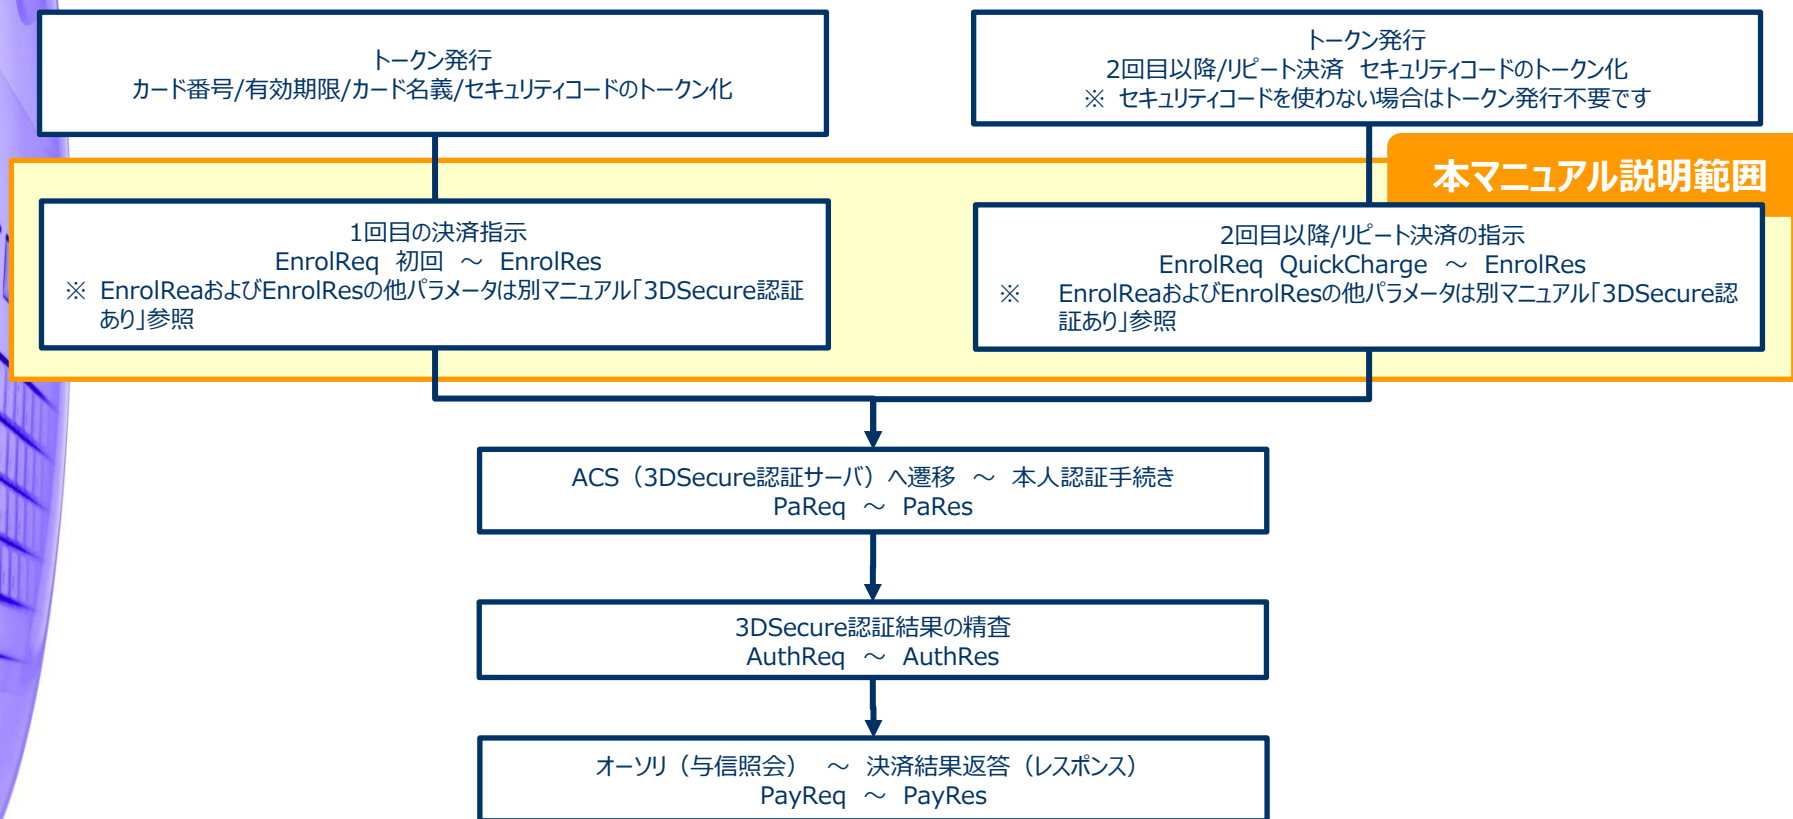 トークン発行
カード番号/有効期限/カード名義/セキュリティコードのトークン化
トークン発行
2回目以降/リピート決済 セキュリティコードのトークン化
※ セキュリティコードを使わない場合はトークン発行不要です
本マニュアル説明範囲
1回目の決済指示
EnrolReq 初回 ～ EnrolRes
※ EnrolReaおよびEnrolResの他パラメータは別マニュアル「3DSecure認証
あり」参照
2回目以降/リピート決済の指示
EnrolReq QuickCharge ～ EnrolRes
※ EnrolReaおよびEnrolResの他パラメータは別マニュアル「3DSecure認
証あり」参照
ACS（3DSecure認証サーバ）へ遷移 ～ 本人認証手続き
PaReq ～ PaRes
3DSecure認証結果の精査
AuthReq ～ AuthRes
オーソリ（与信照会） ～ 決済結果返答（レスポンス）
PayReq ～ PayRes